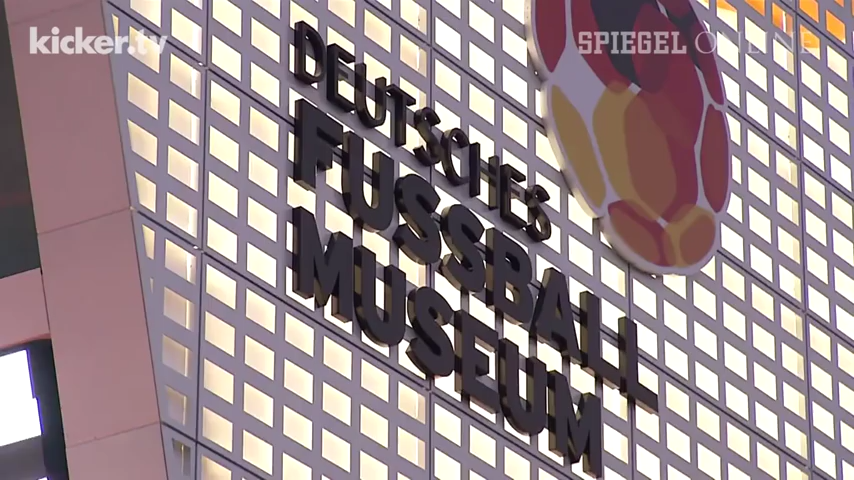 kicker.tv
SPIEGEL ONLINE
DEUTSCHES
FUSSBALL
MUSEUM